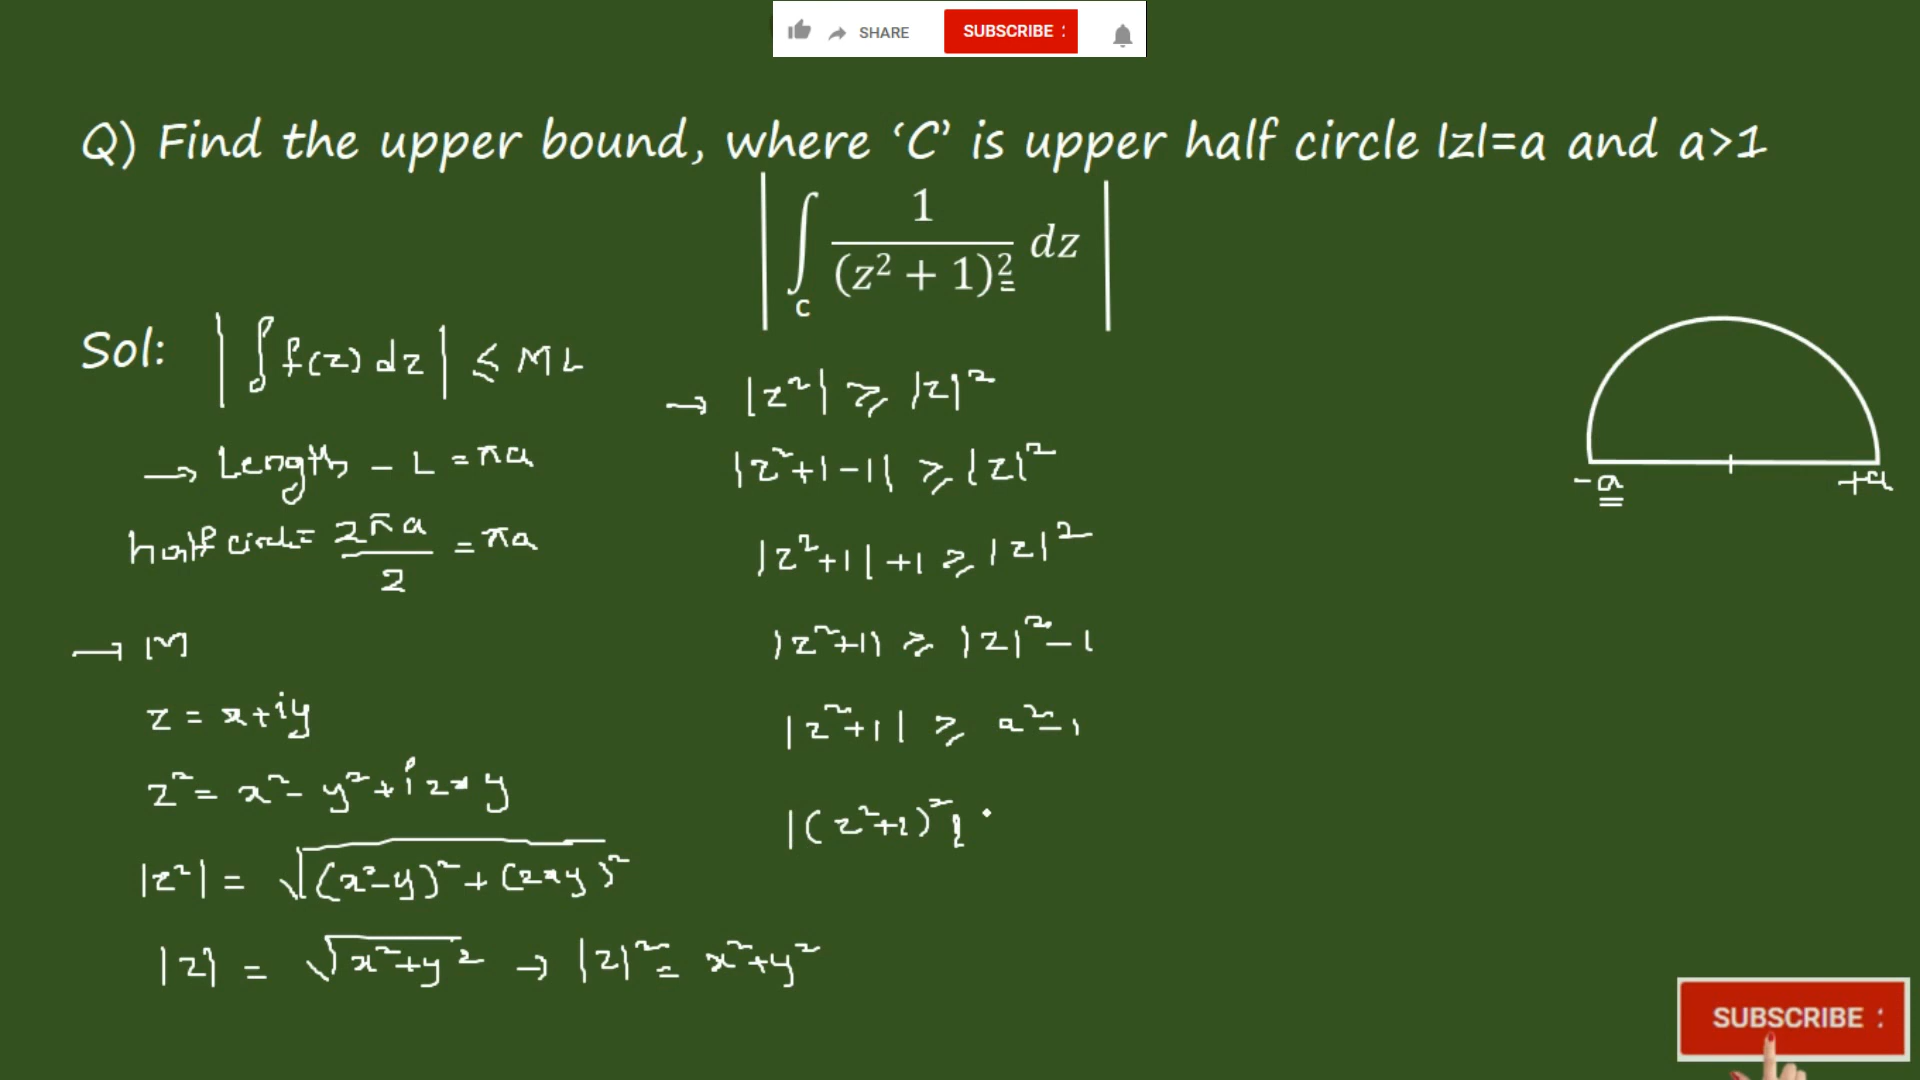 SHARE SUBSCRIBE :
Q) Find the upper bound, where ‘C’ is upper half circle |z|=a and a>1
| ∫_C 1/(z² + 1)² dz |
Sol: | ∫ f(z) dz | ≤ ML
→ Length - L = πa
half circle = 2πa/2 = πa
→ M
z = x+iy
z² = x² - y² + i2xy
|z²| = √((x²-y)² + (2xy)²)
|z| = √(x²+y²) → |z|² = x²+y²
→ |z²| ≥ |z|²
|z²+1-1| ≥ |z|²
|z²+1| +1 ≥ |z|²
|z²+1| ≥ |z|² - 1
|z²+1| ≥ a²-1
|(z²+1)²|
-a +a
SUBSCRIBE :